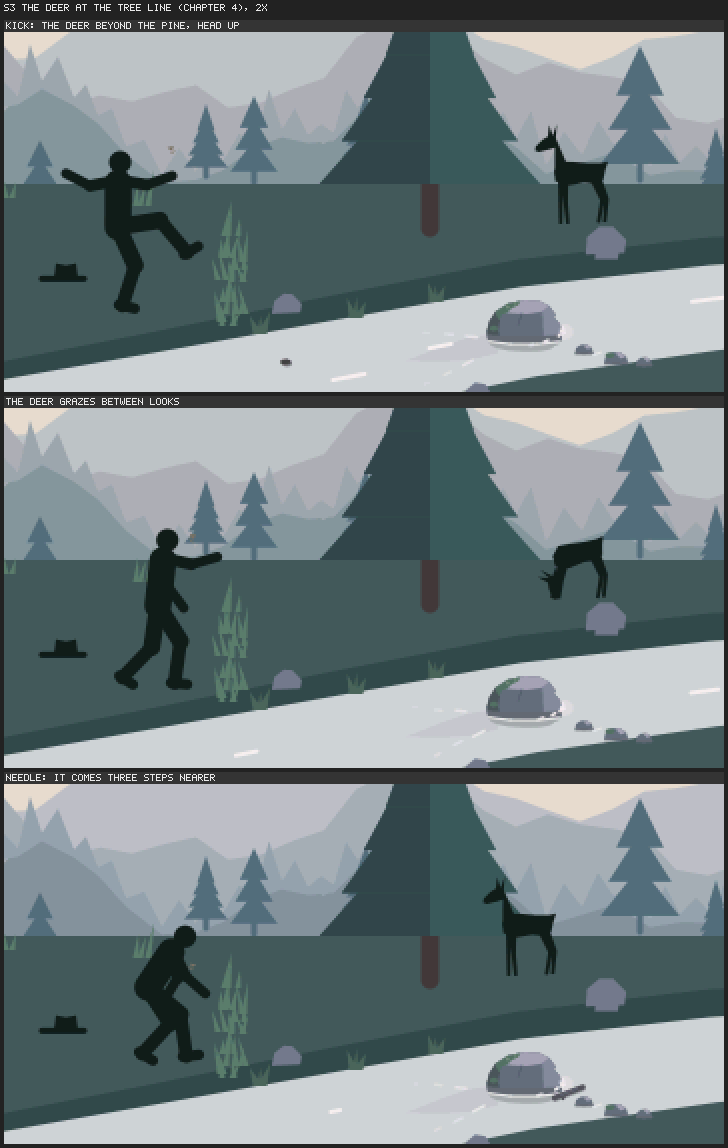 S3 THE DEER AT THE TREE LINE (CHAPTER 4), 2X
KICK: THE DEER BEYOND THE PINE, HEAD UP
THE DEER GRAZES BETWEEN LOOKS
NEEDLE: IT COMES THREE STEPS NEARER